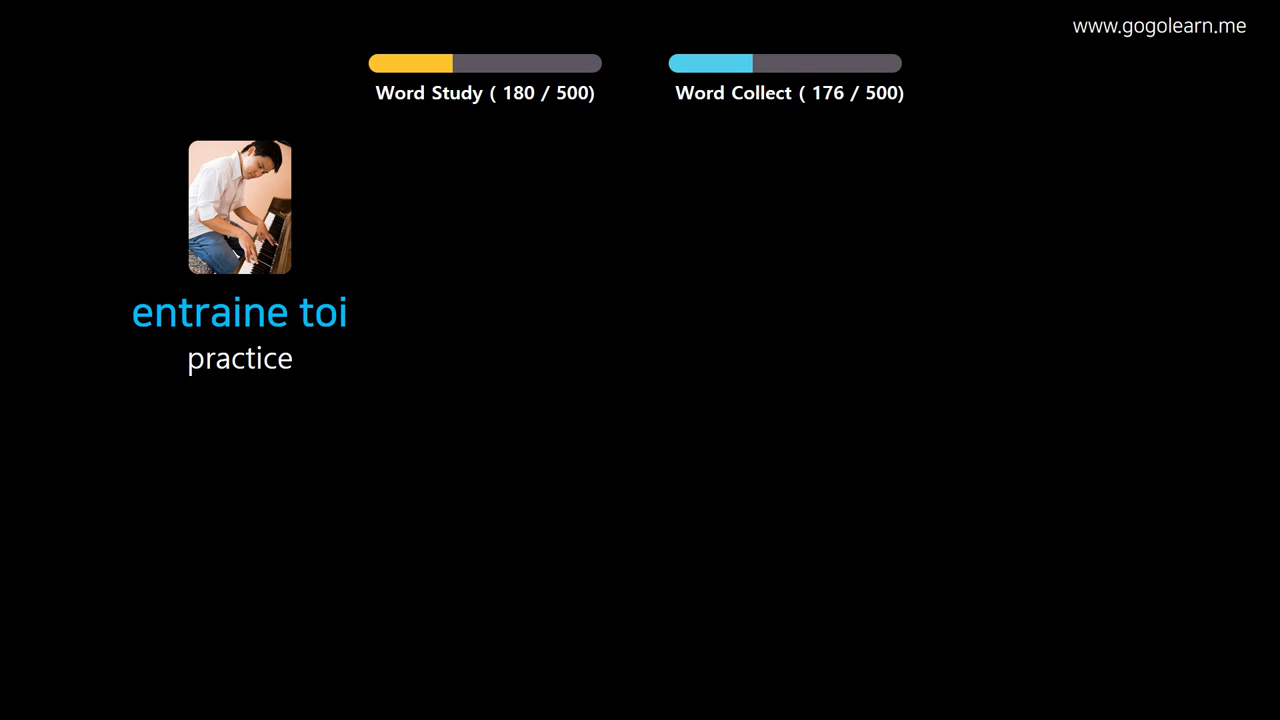 www.gogolearn.me
Word Study ( 180 / 500)
Word Collect ( 176 / 500)
entraine toi
practice